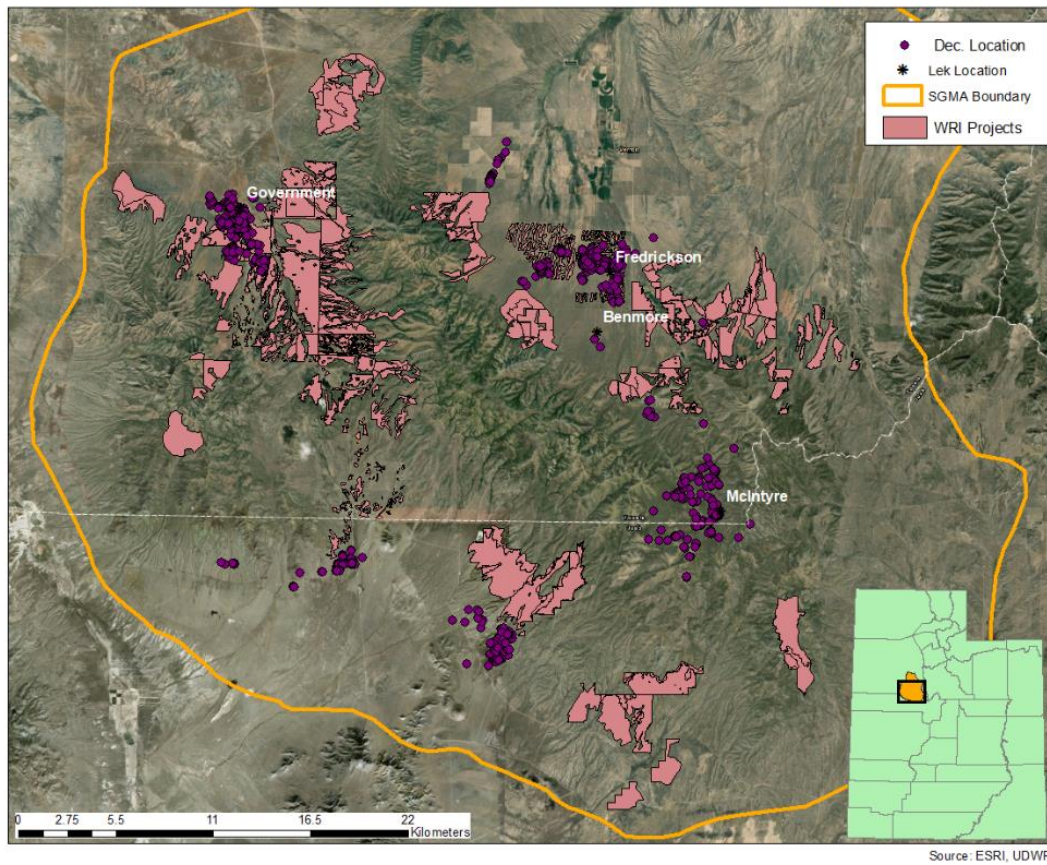 Dec. Location
Lek Location
SGMA Boundary
WRI Projects
Government
Fredrickson
Benmore
McIntyre
0 2.75 5.5 11 16.5 22
Kilometers
Source: ESRI, UDWR